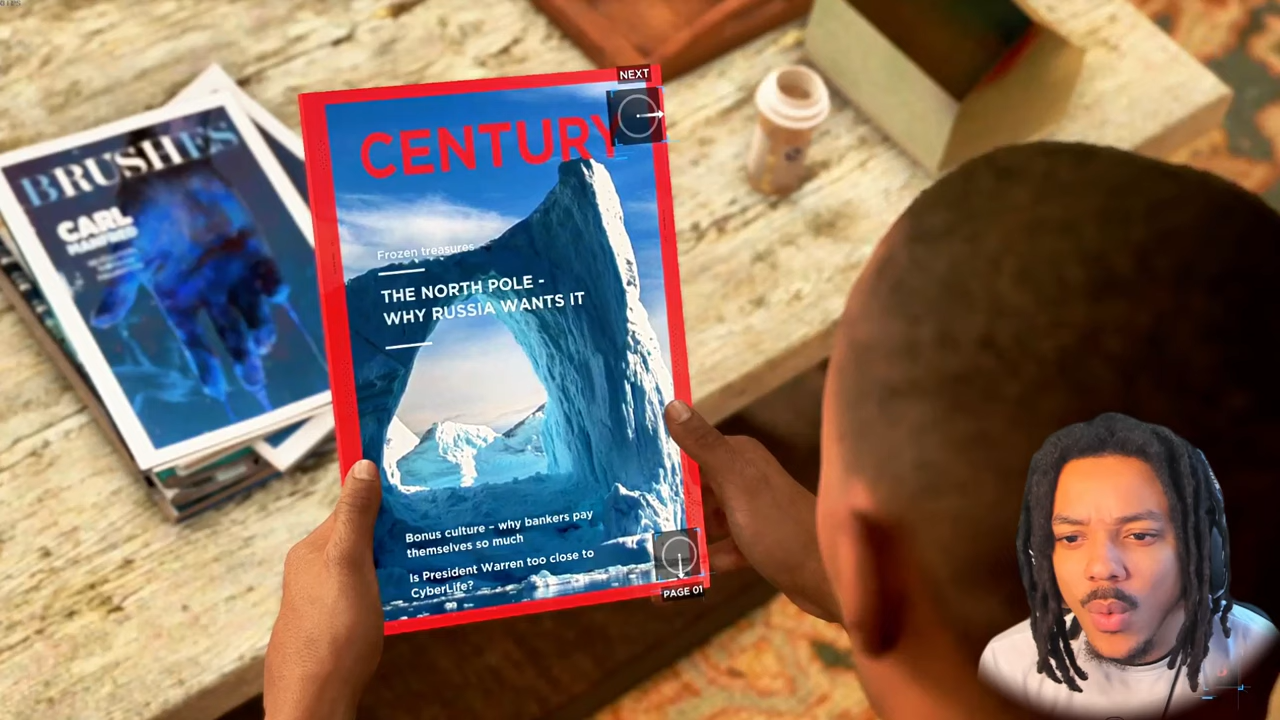 NEXT
CENTURY
Frozen treasures
THE NORTH POLE -
WHY RUSSIA WANTS IT
Bonus culture – why bankers pay
themselves so much
Is President Warren too close to
CyberLife?
PAGE 01
BRUSHES
CARL
MANFRED